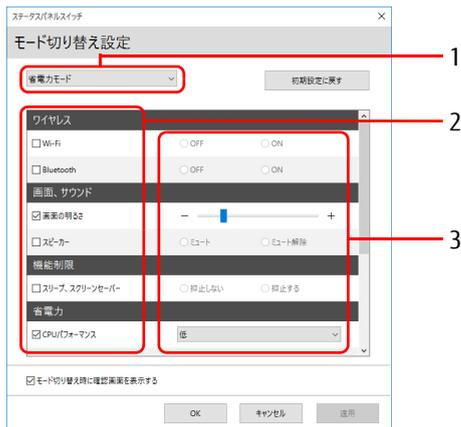 ステータスパネルスイッチ
モード切り替え設定
1
省電力モード 初期設定に戻す
ワイヤレス
2
Wi-Fi OFF ON
Bluetooth OFF ON
画面、サウンド
画面の明るさ - +
スピーカー ミュート ミュート解除
3
機能制限
スリープ、スクリーンセーバー 抑止しない 抑止する
省電力
CPUパフォーマンス 低
モード切り替え時に確認画面を表示する
OK キャンセル 適用